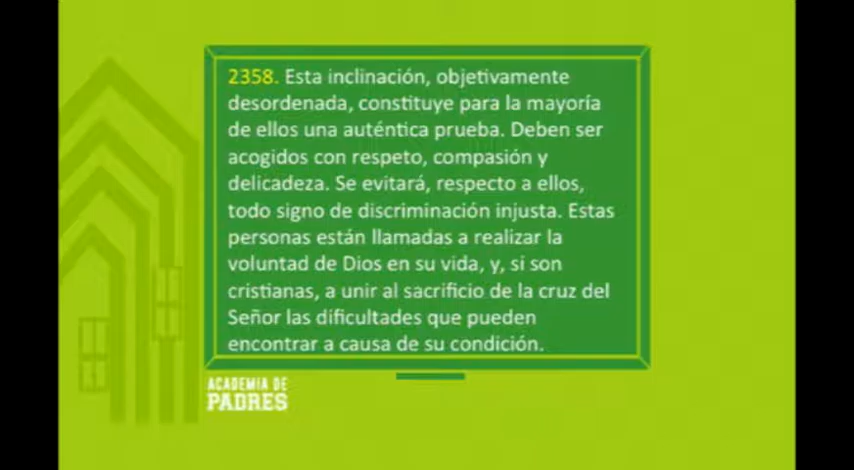 2358. Esta inclinación, objetivamente
desordenada, constituye para la mayoría
de ellos una auténtica prueba. Deben ser
acogidos con respeto, compasión y
delicadeza. Se evitará, respecto a ellos,
todo signo de discriminación injusta. Estas
personas están llamadas a realizar la
voluntad de Dios en su vida, y, si son
cristianas, a unir al sacrificio de la cruz del
Señor las dificultades que pueden
encontrar a causa de su condición.
ACADEMIA DE
PADRES